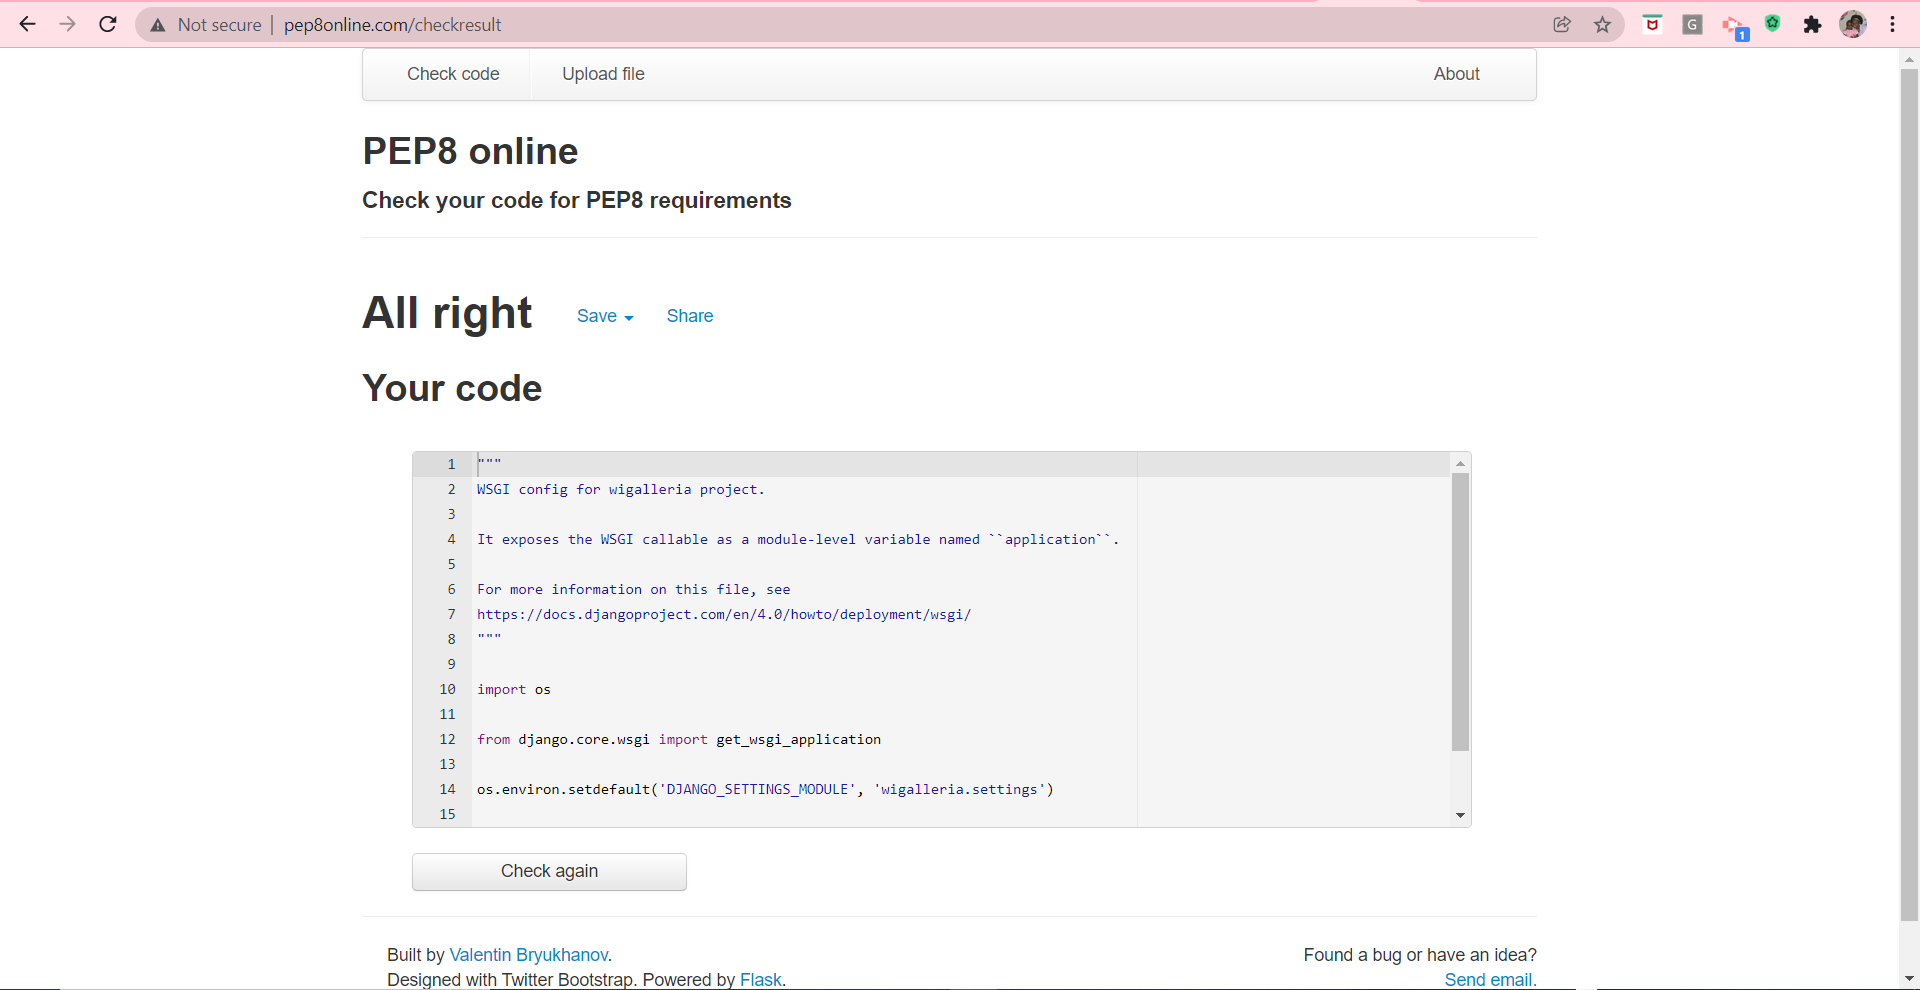 Not secure | pep8online.com/checkresult
G
1
Check code Upload file About
PEP8 online
Check your code for PEP8 requirements
All right Save Share
Your code
1 """
2 WSGI config for wigalleria project.
3
4 It exposes the WSGI callable as a module-level variable named ``application``.
5
6 For more information on this file, see
7 https://docs.djangoproject.com/en/4.0/howto/deployment/wsgi/
8 """
9
10 import os
11
12 from django.core.wsgi import get_wsgi_application
13
14 os.environ.setdefault('DJANGO_SETTINGS_MODULE', 'wigalleria.settings')
15
Check again
Built by Valentin Bryukhanov. Found a bug or have an idea?
Designed with Twitter Bootstrap. Powered by Flask. Send email.